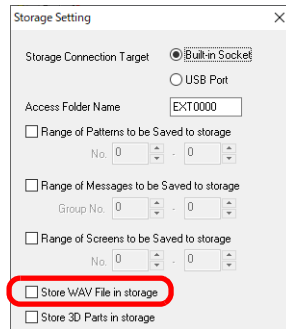 Storage Setting
Storage Connection Target
Built-in Socket
USB Port
Access Folder Name
EXT0000
Range of Patterns to be Saved to storage
No. 0 - 0
Range of Messages to be Saved to storage
Group No. 0 - 0
Range of Screens to be Saved to storage
No. 0 - 0
Store WAV File in storage
Store 3D Parts in storage